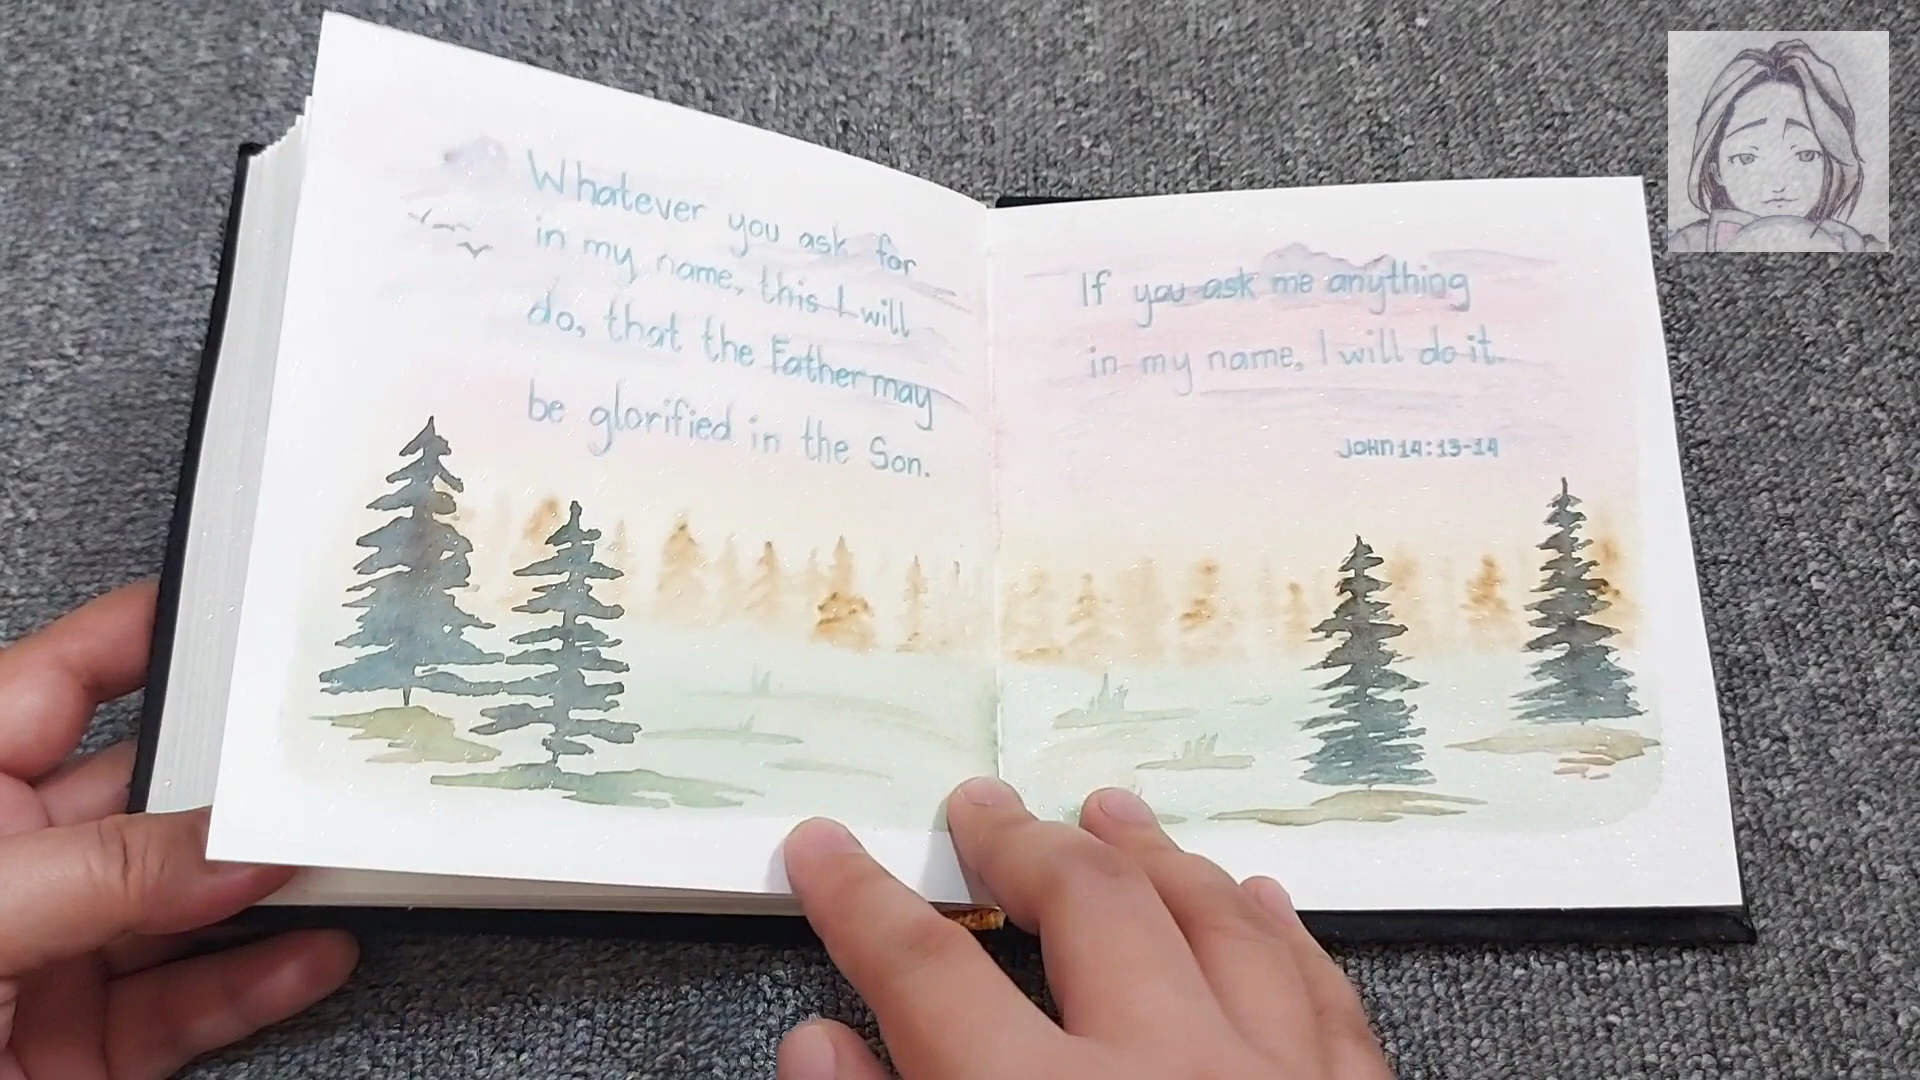 Whatever you ask for
in my name, this I will
do, that the Father may
be glorified in the Son.
If you ask me anything
in my name, I will do it.
JOHN 14:13-14